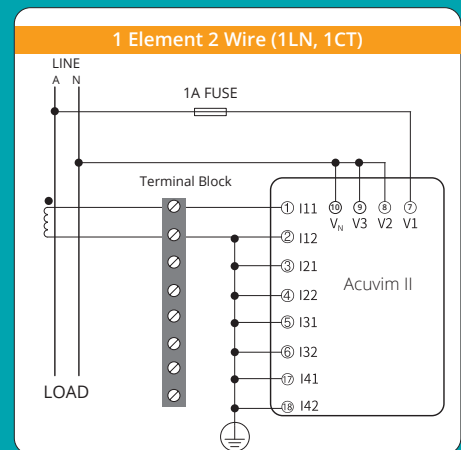 1 Element 2 Wire (1LN, 1CT)
LINE
A N
1A FUSE
Terminal Block
10 9 8 7
VN V3 V2 V1
1 I11
2 I12
3 I21
4 I22
5 I31
6 I32
17 I41
18 I42
Acuvim II
LOAD